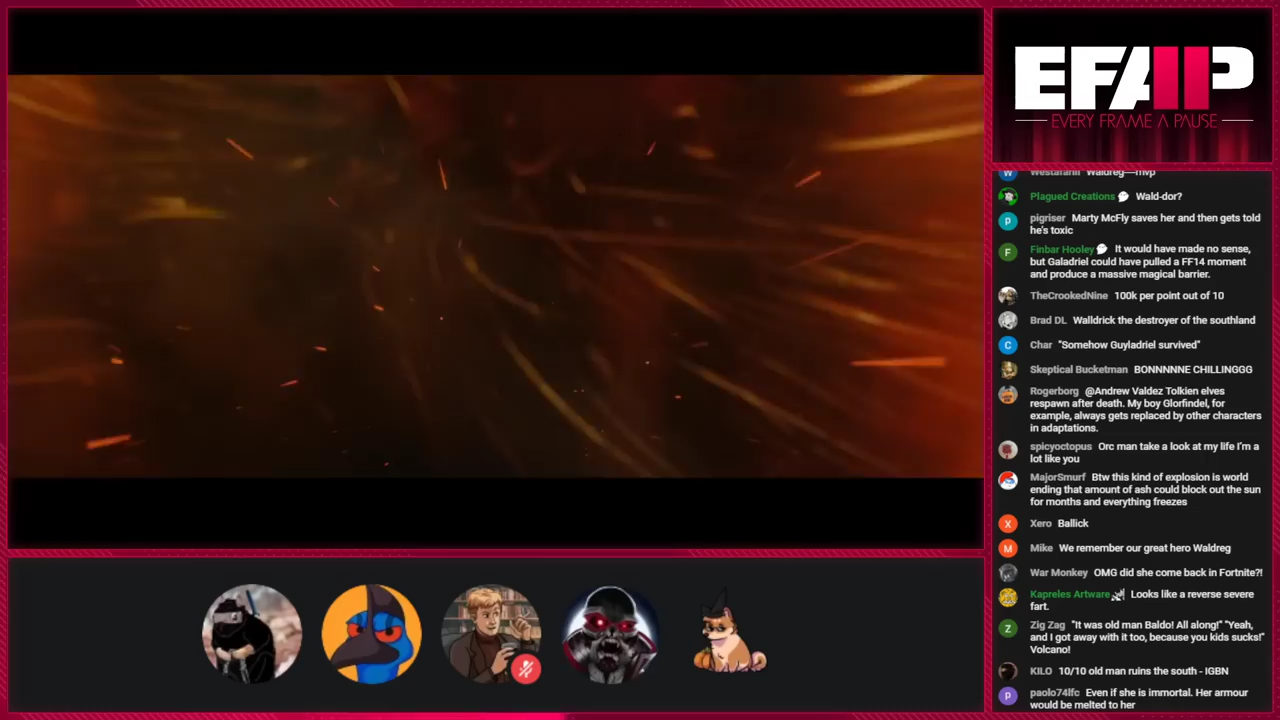 EFAP
EVERY FRAME A PAUSE
W Westafahll Waldreg—mvp
Plagued Creations Wald-dor?
P pigriser Marty McFly saves her and then gets told
he's toxic
F Finbar Hooley It would have made no sense,
but Galadriel could have pulled a FF14 moment
and produce a massive magical barrier.
TheCrookedNine 100k per point out of 10
Brad DL Walldrick the destroyer of the southland
C Char "Somehow Guyladriel survived"
Skeptical Bucketman BONNNNNE CHILLINGGG
Rogerborg @Andrew Valdez Tolkien elves
respawn after death. My boy Glorfindel, for
example, always gets replaced by other characters
in adaptations.
spicyoctopus Orc man take a look at my life I'm a
lot like you
MajorSmurf Btw this kind of explosion is world
ending that amount of ash could block out the sun
for months and everything freezes
X Xero Ballick
M Mike We remember our great hero Waldreg
War Monkey OMG did she come back in Fortnite?!
Kapreles Artware Looks like a reverse severe
fart.
Z Zig Zag "It was old man Baldo! All along!" "Yeah,
and I got away with it too, because you kids sucks!"
Volcano!
KILO 10/10 old man ruins the south - IGBN
P paolo74lfc Even if she is immortal. Her armour
would be melted to her